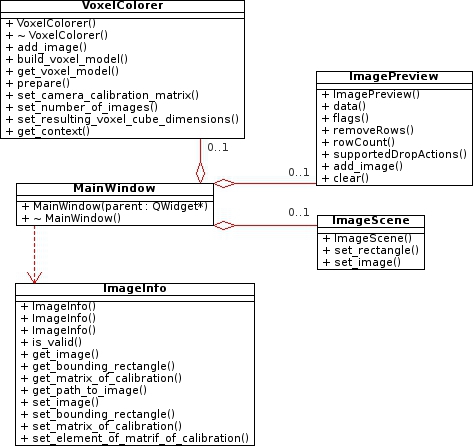 VoxelColorer
+ VoxelColorer()
+ ~ VoxelColorer()
+ add_image()
+ build_voxel_model()
+ get_voxel_model()
+ prepare()
+ set_camera_calibration_matrix()
+ set_number_of_images()
+ set_resulting_voxel_cube_dimensions()
+ get_context()
ImagePreview
+ ImagePreview()
+ data()
+ flags()
+ removeRows()
+ rowCount()
+ supportedDropActions()
+ add_image()
+ clear()
0..1
0..1
MainWindow
+ MainWindow(parent : QWidget*)
+ ~ MainWindow()
0..1
ImageScene
+ ImageScene()
+ set_rectangle()
+ set_image()
ImageInfo
+ ImageInfo()
+ ImageInfo()
+ ImageInfo()
+ is_valid()
+ get_image()
+ get_bounding_rectangle()
+ get_matrix_of_calibration()
+ get_path_to_image()
+ set_image()
+ set_bounding_rectangle()
+ set_matrix_of_calibration()
+ set_element_of_matrif_of_calibration()